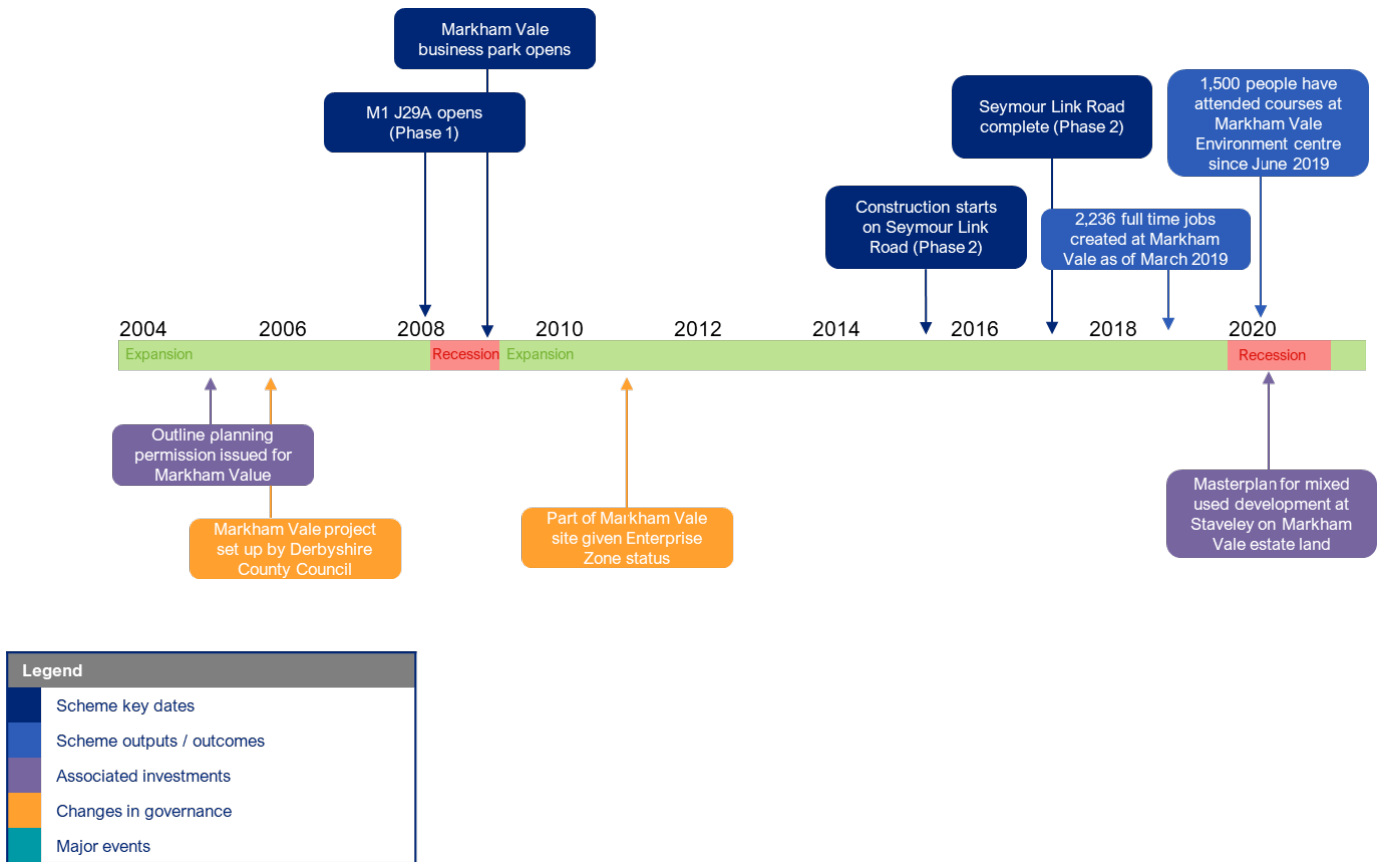 Markham Vale
business park opens
M1 J29A opens
(Phase 1)
Seymour Link Road
complete (Phase 2)
1,500 people have
attended courses at
Markham Vale
Environment centre
since June 2019
Construction starts
on Seymour Link
Road (Phase 2)
2,236 full time jobs
created at Markham
Vale as of March 2019
2004 2006 2008 2010 2012 2014 2016 2018 2020
Expansion Recession Expansion Recession
Outline planning
permission issued for
Markham Value
Markham Vale project
set up by Derbyshire
County Council
Part of Markham Vale
site given Enterprise
Zone status
Masterplan for mixed
used development at
Staveley on Markham
Vale estate land
Legend
Scheme key dates
Scheme outputs / outcomes
Associated investments
Changes in governance
Major events